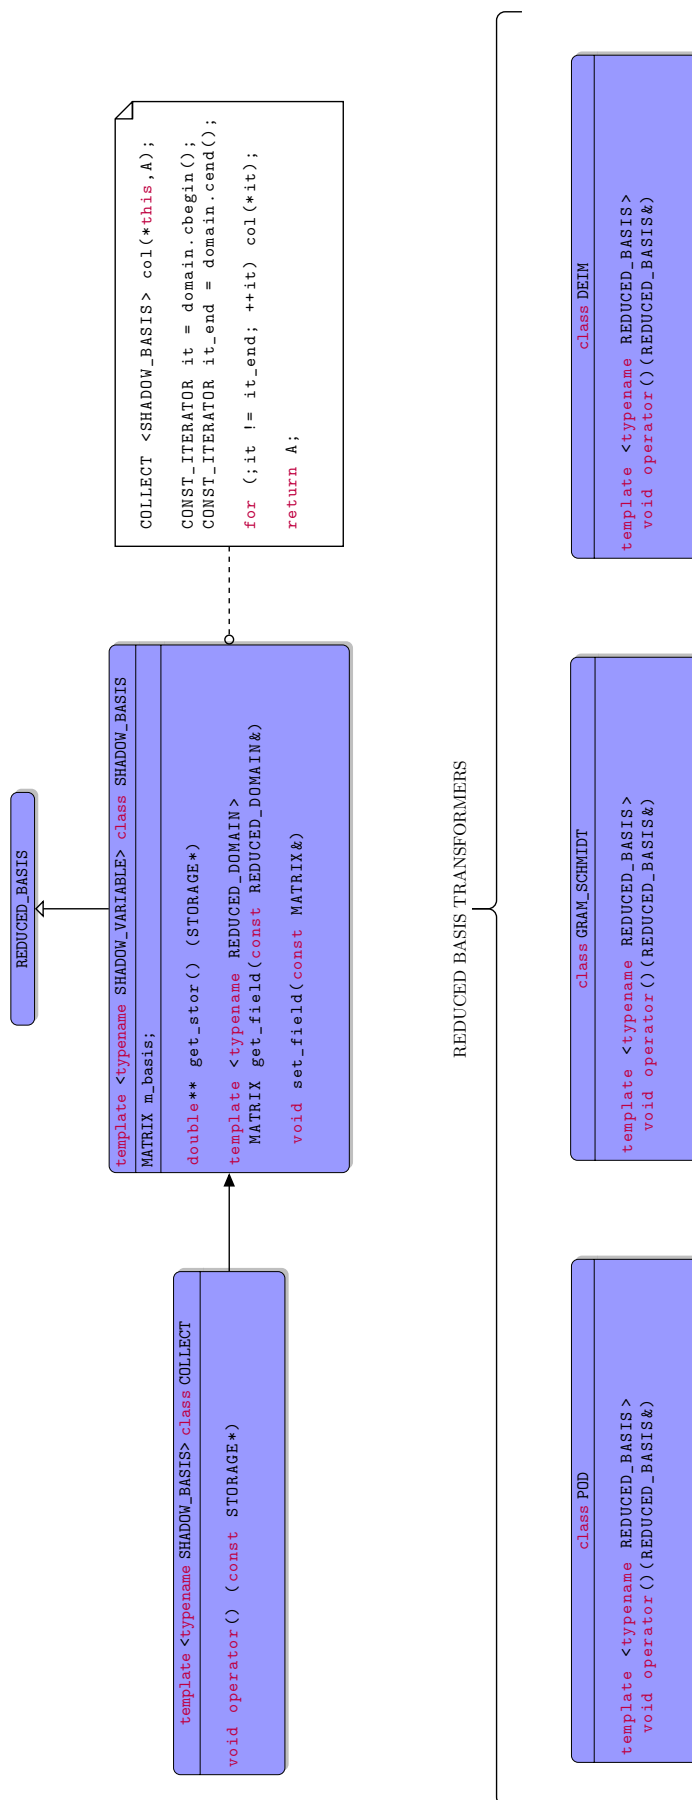 REDUCED_BASIS
template <typename SHADOW_BASIS> class COLLECT
void operator() (const STORAGE*)
template <typename SHADOW_VARIABLE> class SHADOW_BASIS
MATRIX m_basis;
double** get_stor() (STORAGE*)
template <typename REDUCED_DOMAIN>
MATRIX get_field(const REDUCED_DOMAIN&)
void set_field(const MATRIX&)
COLLECT <SHADOW_BASIS> col(*this,A);
CONST_ITERATOR it = domain.cbegin();
CONST_ITERATOR it_end = domain.cend();
for (;it != it_end; ++it) col(*it);
return A;
REDUCED BASIS TRANSFORMERS
class POD
template <typename REDUCED_BASIS>
void operator()(REDUCED_BASIS&)
class GRAM_SCHMIDT
template <typename REDUCED_BASIS>
void operator()(REDUCED_BASIS&)
class DEIM
template <typename REDUCED_BASIS>
void operator()(REDUCED_BASIS&)